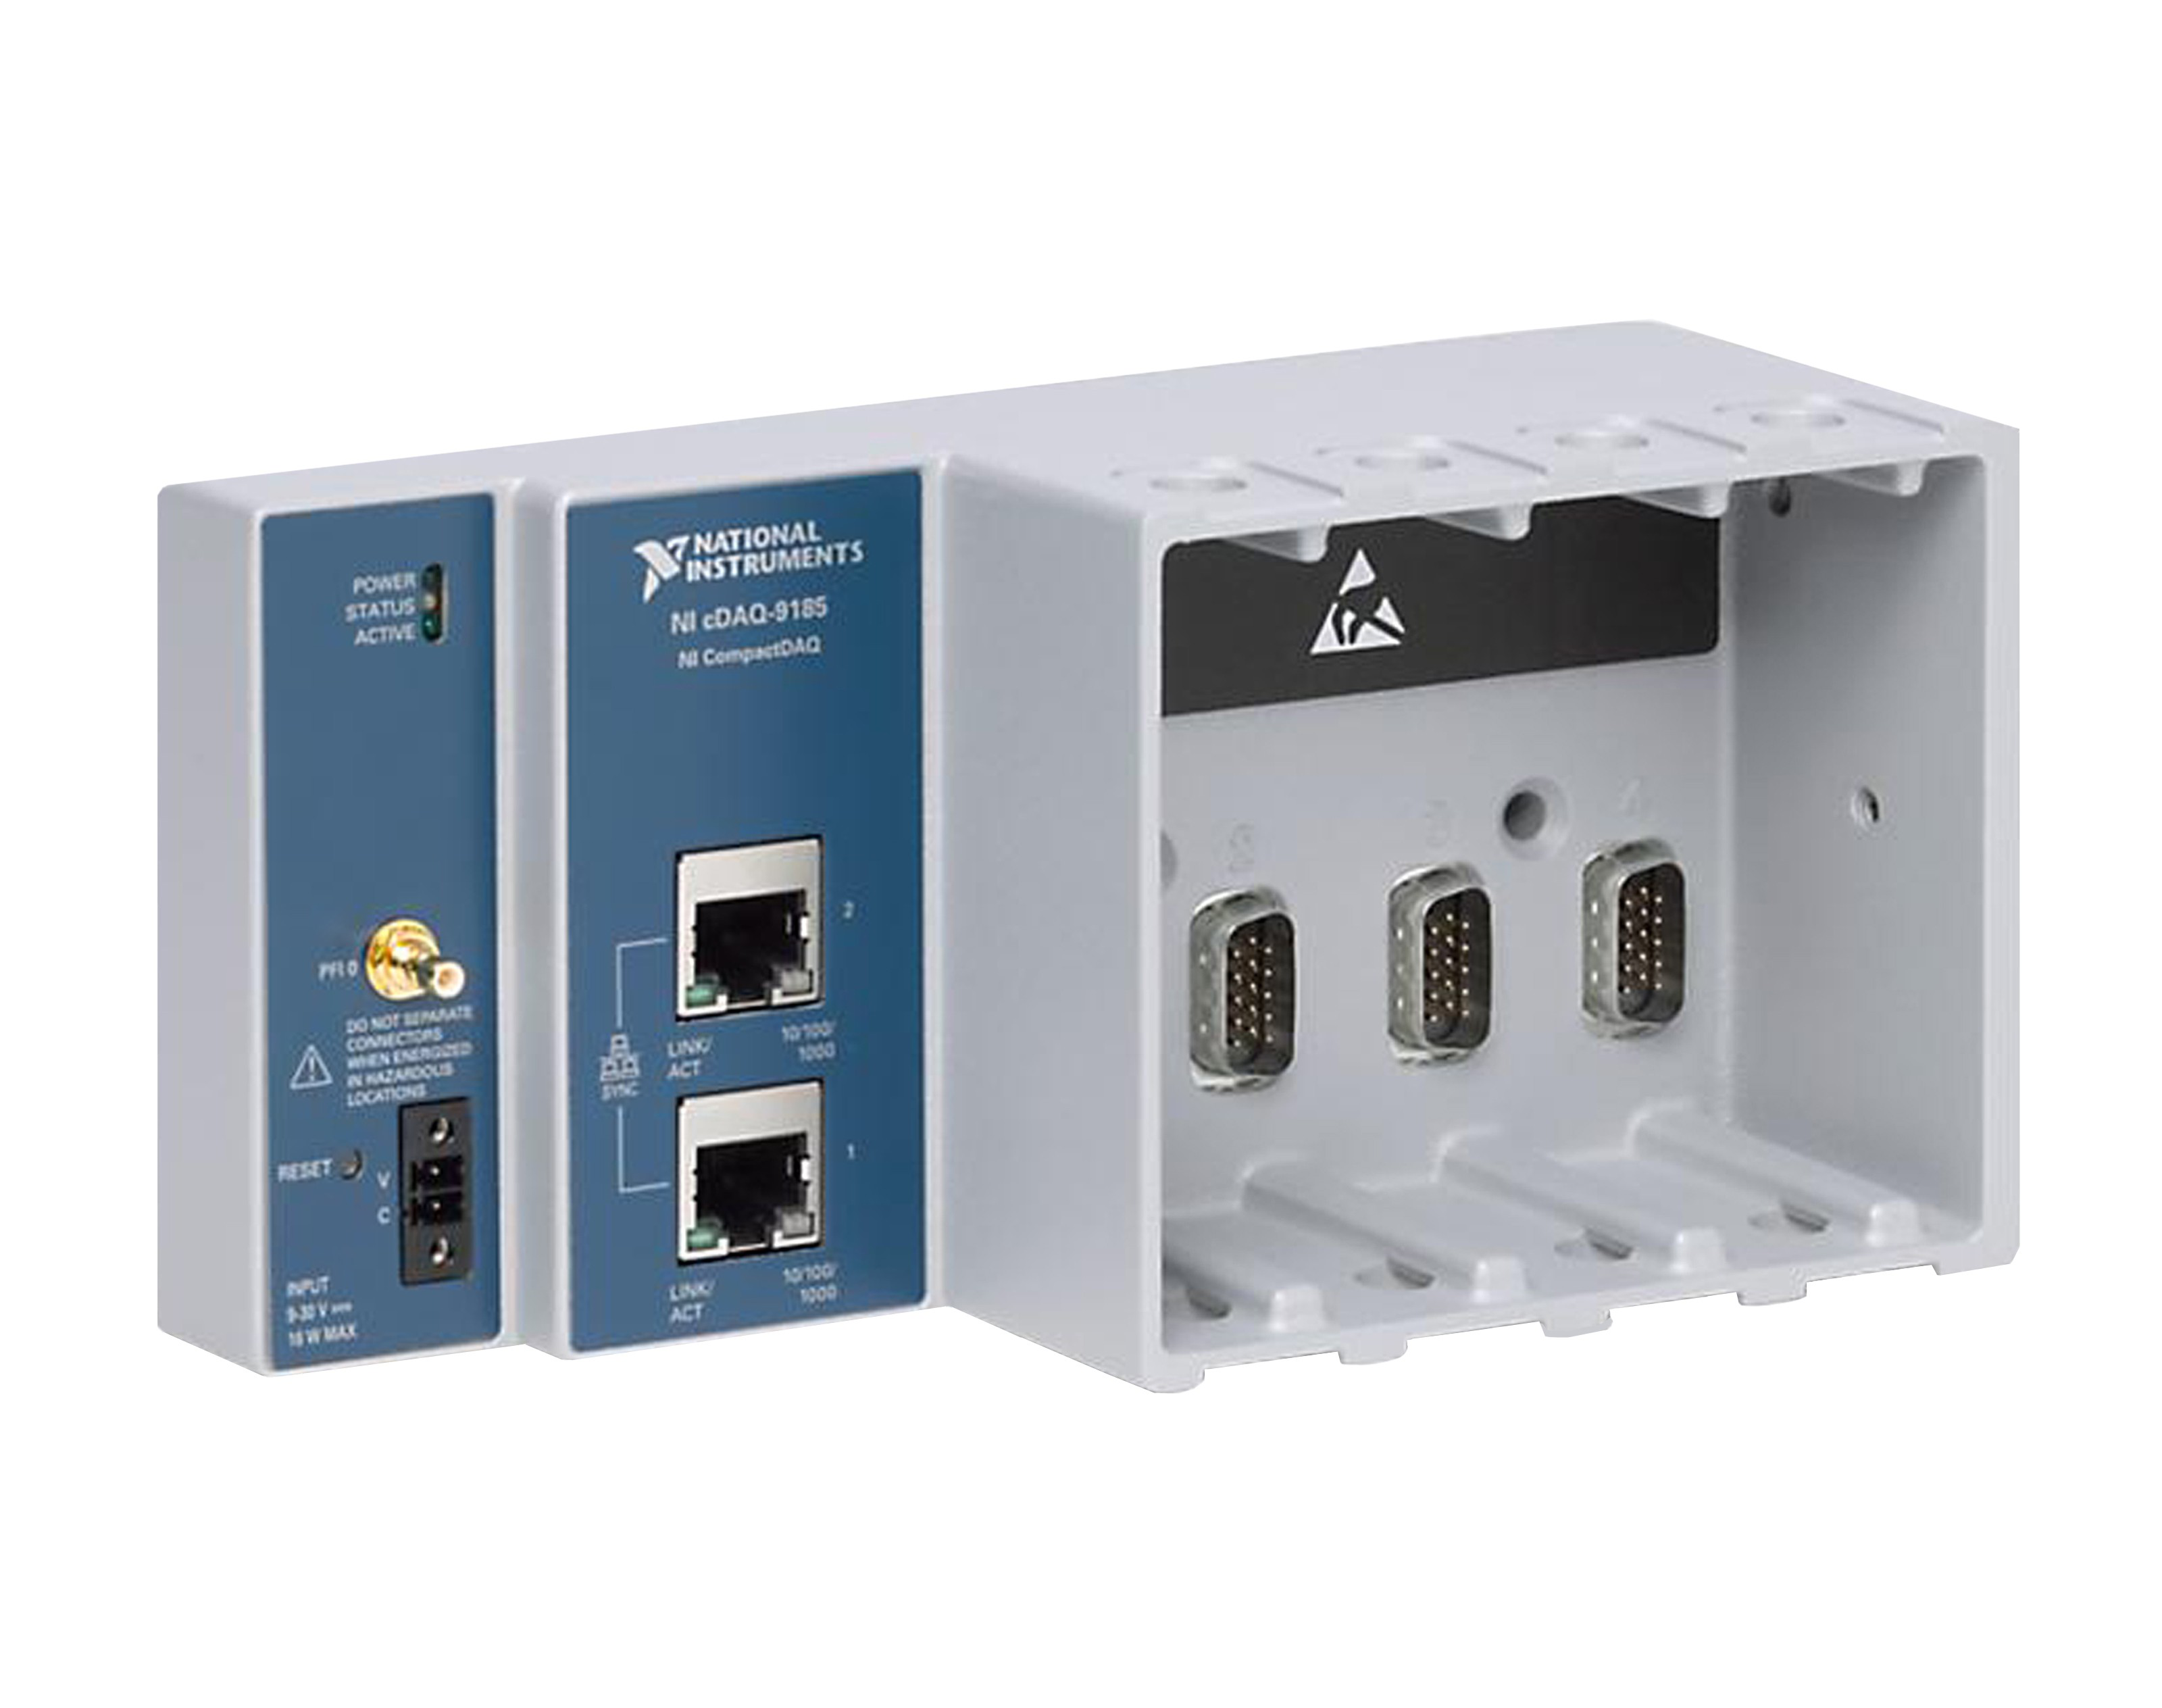 POWER
STATUS
ACTIVE
PFI 0
DO NOT SEPARATE
CONNECTORS
WHEN ENERGIZED
IN HAZARDOUS
LOCATIONS
RESET
V
C
INPUT
9-30 V
16 W MAX
NATIONAL
INSTRUMENTS
NI cDAQ-9185
NI CompactDAQ
2
LINK/
ACT
10/100/
1000
SYNC
1
LINK/
ACT
10/100/
1000
2
3
4